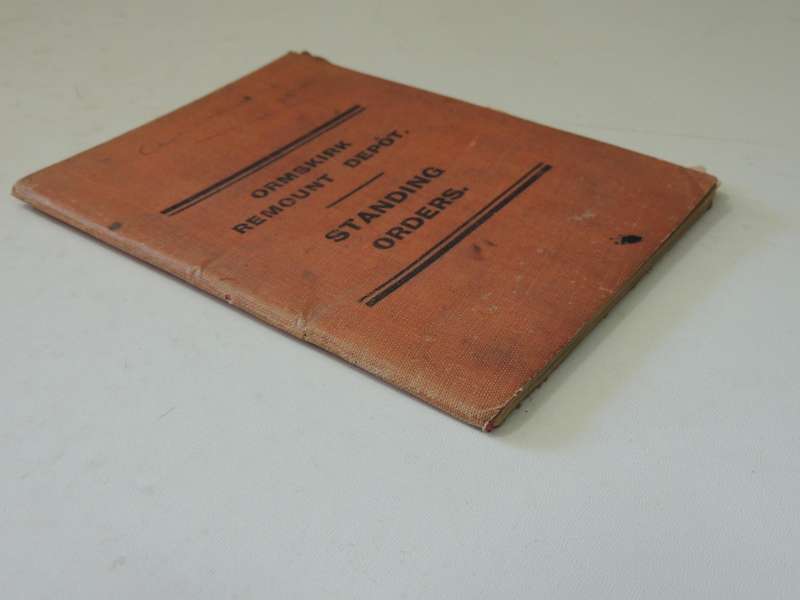 ORMSKIRK
REMOUNT DEPÔT.
STANDING
ORDERS.